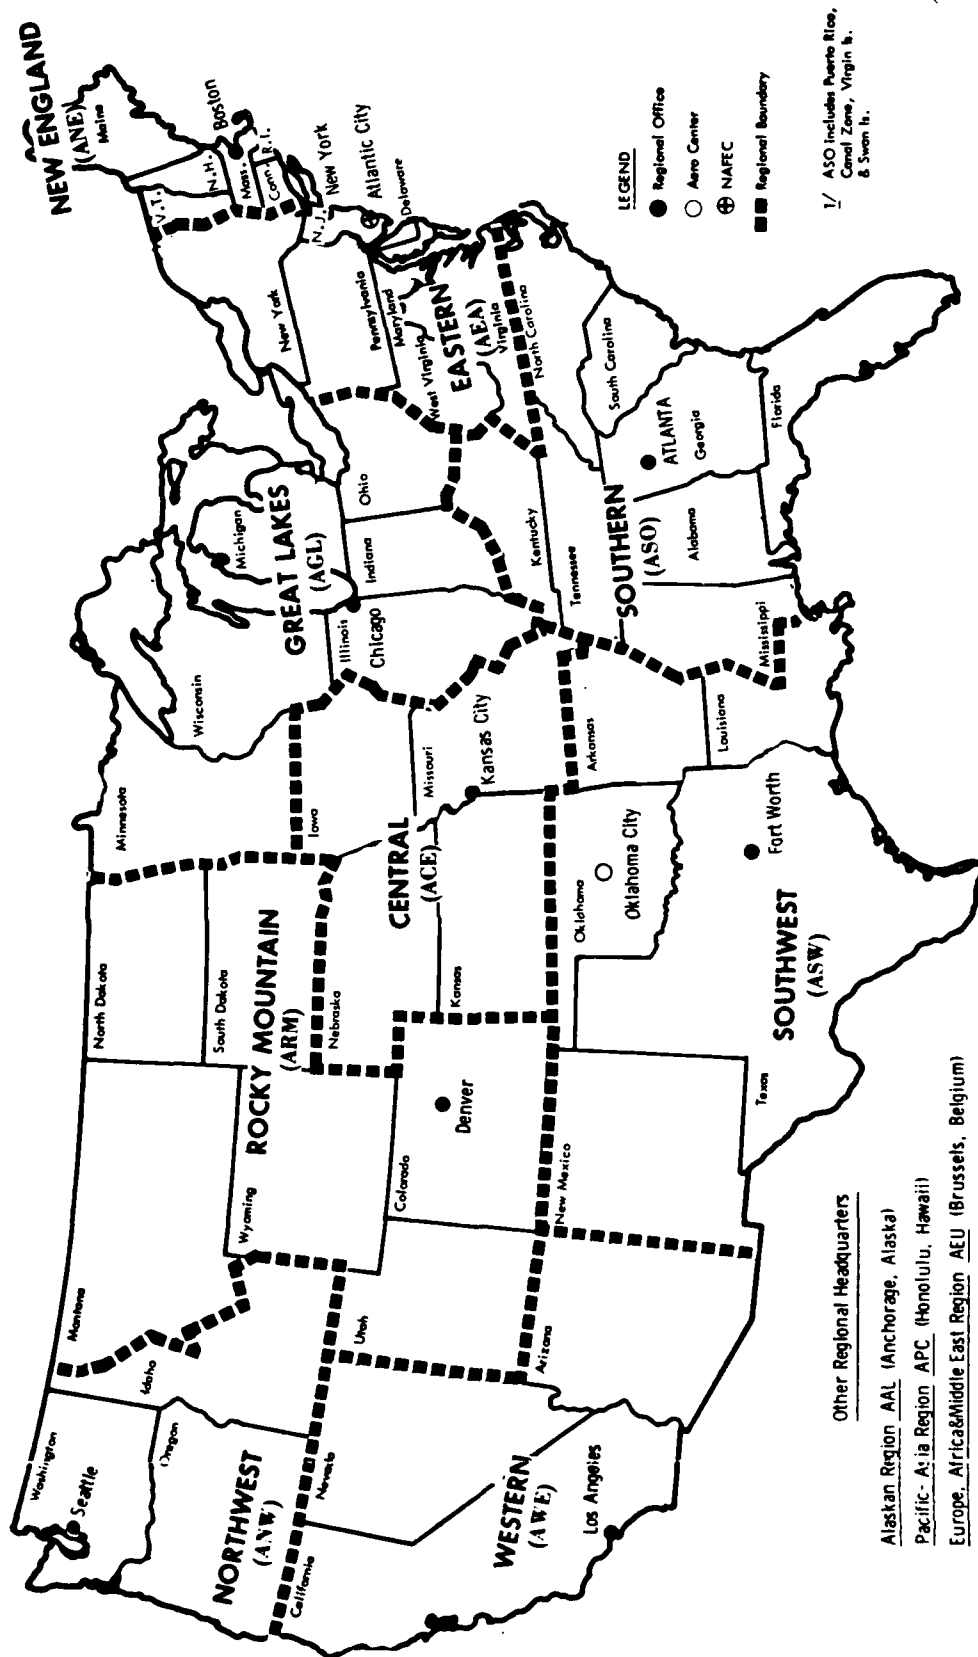 NEW ENGLAND
(ANE)
Maine
V.T.
N.H.
Boston
Mass.
Conn.
R.I.
New York
New York
N.J.
Atlantic City
Delaware
Pennsylvania
Maryland
West Virginia
EASTERN
(AEA)
Virginia
North Carolina
South Carolina
ATLANTA
Georgia
Florida
Alabama
SOUTHERN
(ASO)
Kentucky
Tennessee
Mississippi
GREAT LAKES
(AGL)
Michigan
Ohio
Indiana
Illinois
Chicago
Wisconsin
Minnesota
Iowa
Missouri
Kansas City
CENTRAL
(ACE)
Nebraska
Kansas
Arkansas
Louisiana
Oklahoma
Oklahoma City
Fort Worth
SOUTHWEST
(ASW)
Texas
New Mexico
North Dakota
South Dakota
ROCKY MOUNTAIN
(ARM)
Montana
Wyoming
Colorado
Denver
Utah
Idaho
Washington
Seattle
Oregon
NORTHWEST
(ANW)
Nevada
California
WESTERN
(AWE)
Los Angeles
Arizona
LEGEND
Regional Office
Aero Center
NAFEC
Regional Boundary
1/ ASO includes Puerto Rico,
Canal Zone, Virgin Is.
& Swan Is.
Other Regional Headquarters
Alaskan Region AAL (Anchorage, Alaska)
Pacific-Asia Region APC (Honolulu, Hawaii)
Europe, Africa&Middle East Region AEU (Brussels, Belgium)